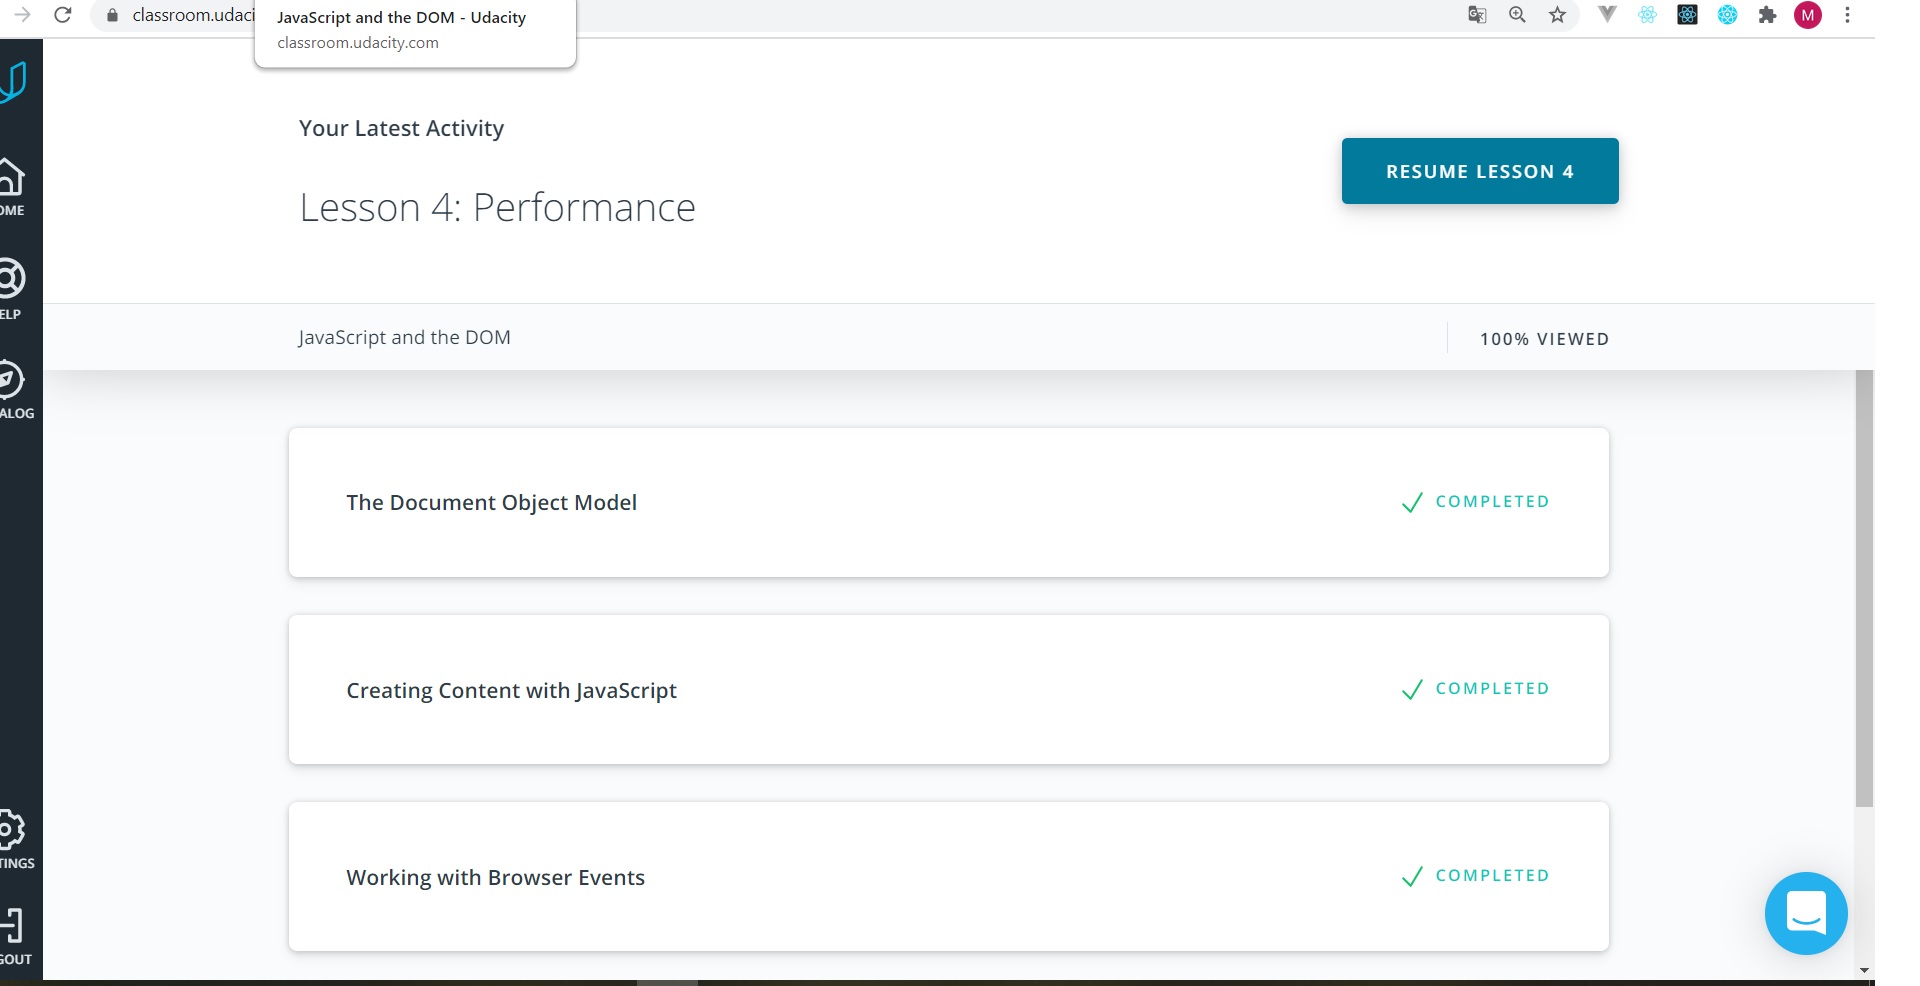 classroom.udaci
JavaScript and the DOM - Udacity
classroom.udacity.com
M
OME
ELP
ALOG
TINGS
GOUT
Your Latest Activity
RESUME LESSON 4
Lesson 4: Performance
JavaScript and the DOM
100% VIEWED
The Document Object Model
COMPLETED
Creating Content with JavaScript
COMPLETED
Working with Browser Events
COMPLETED